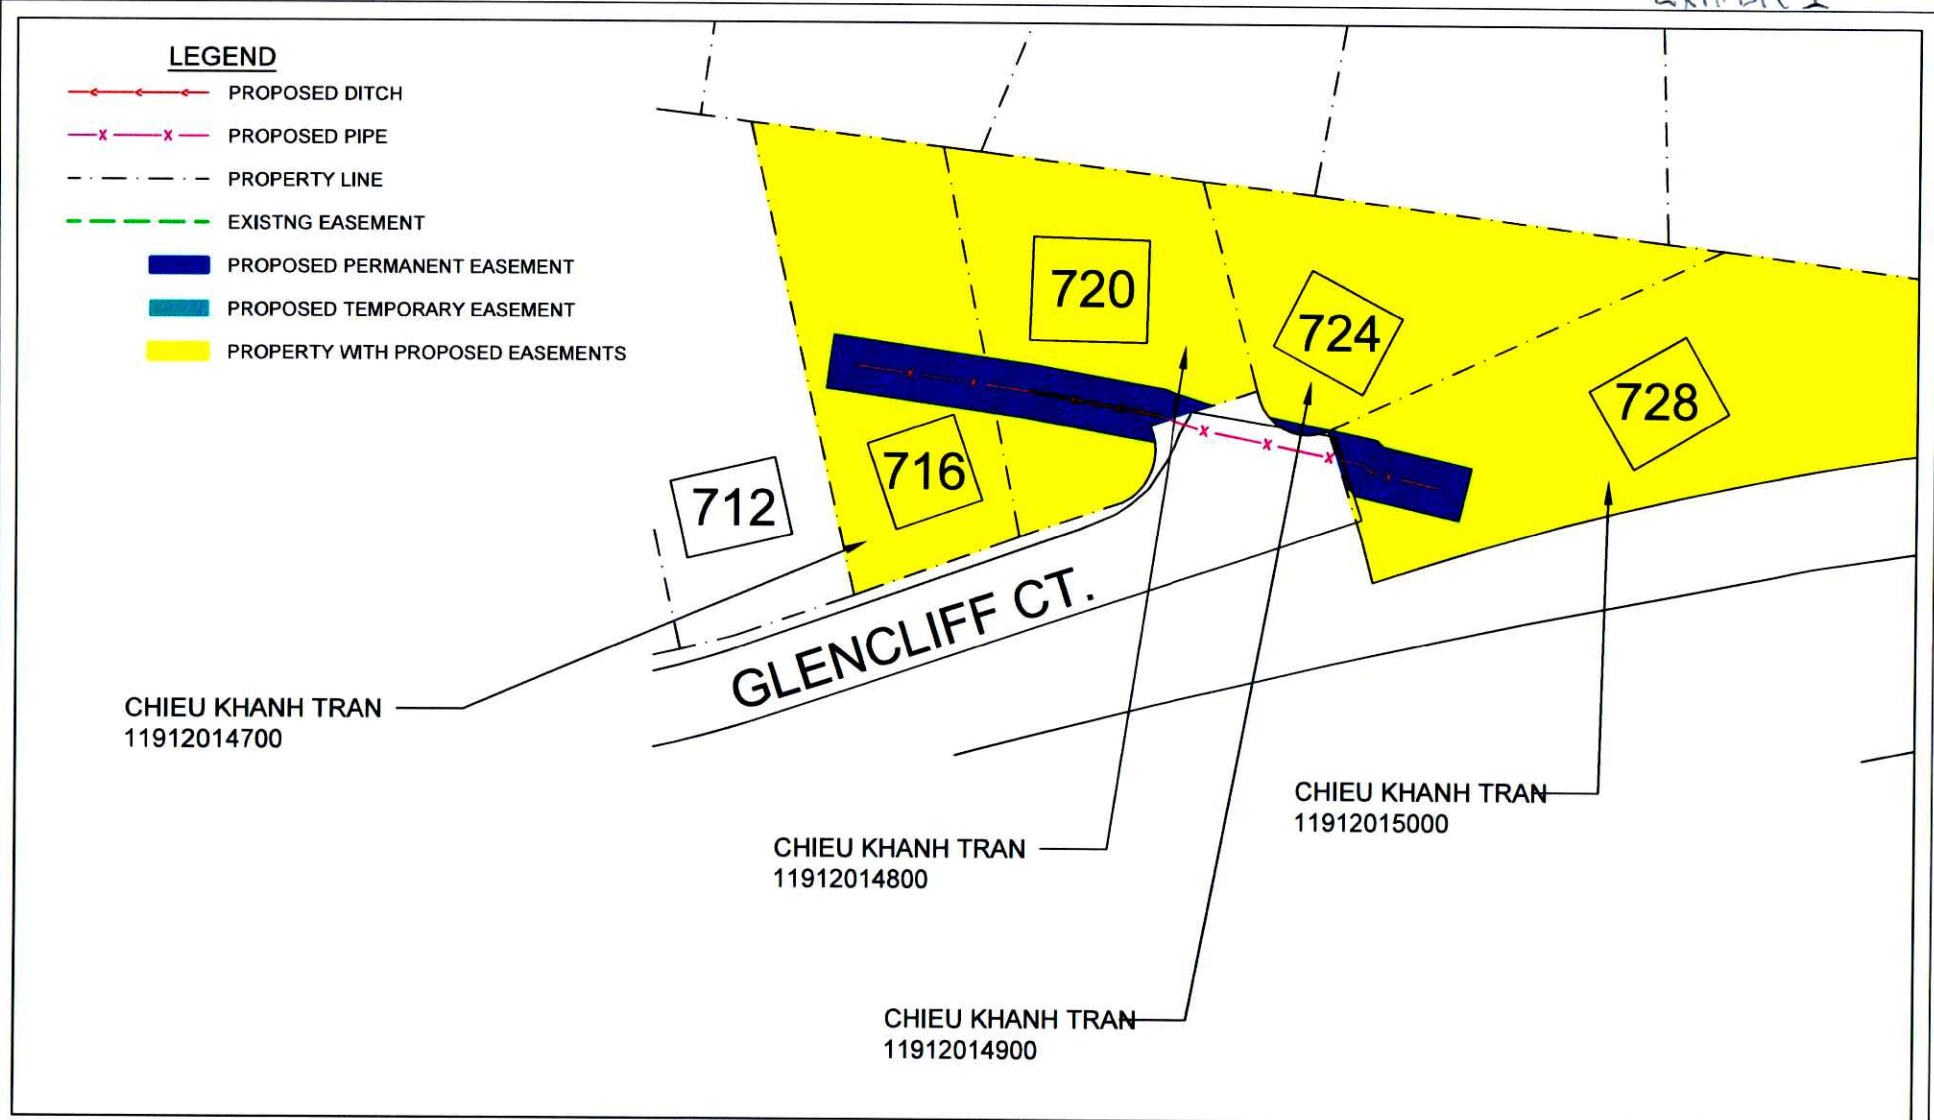 LEGEND
PROPOSED DITCH
PROPOSED PIPE
PROPERTY LINE
EXISTNG EASEMENT
PROPOSED PERMANENT EASEMENT
PROPOSED TEMPORARY EASEMENT
PROPERTY WITH PROPOSED EASEMENTS
720
724
728
716
712
GLENCLIFF CT.
CHIEU KHANH TRAN
11912014700
CHIEU KHANH TRAN
11912015000
CHIEU KHANH TRAN
11912014800
CHIEU KHANH TRAN
11912014900